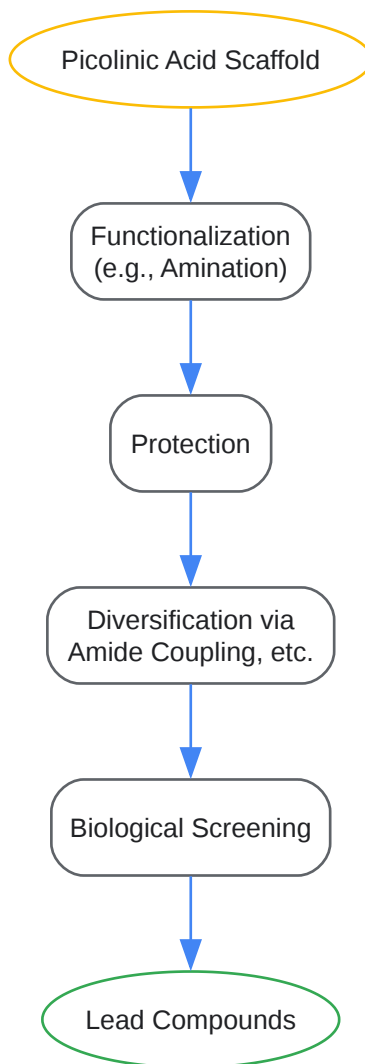 Picolinic Acid Scaffold
Functionalization
(e.g., Amination)
Protection
Diversification via
Amide Coupling, etc.
Biological Screening
Lead Compounds